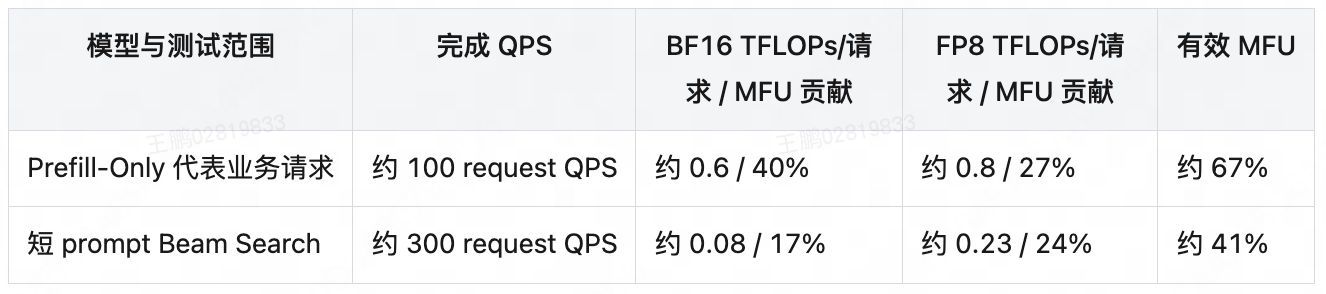 模型与测试范围
完成 QPS
BF16 TFLOPs/请
求 / MFU 贡献
FP8 TFLOPs/请
求 / MFU 贡献
有效 MFU
Prefill-Only 代表业务请求
约 100 request QPS
约 0.6 / 40%
约 0.8 / 27%
约 67%
短 prompt Beam Search
约 300 request QPS
约 0.08 / 17%
约 0.23 / 24%
约 41%
王鹏02819833
王鹏02819833